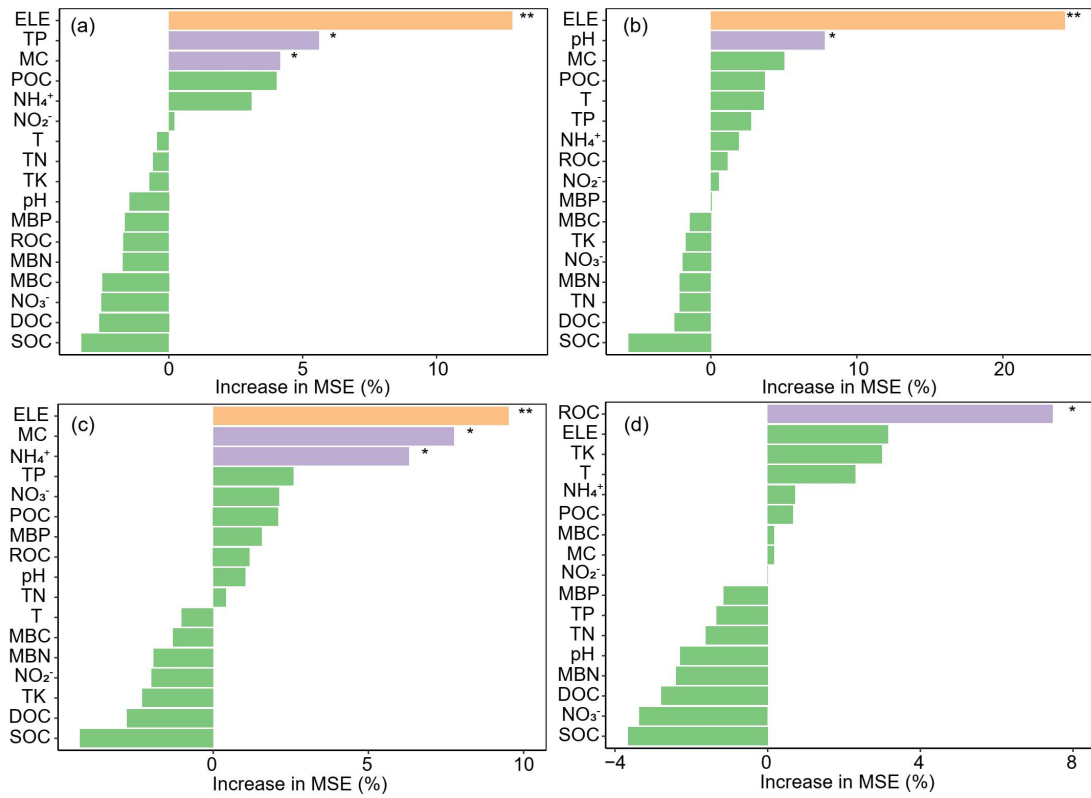 (a)
ELE
**
TP
*
MC
*
POC
NH₄⁺
NO₂⁻
T
TN
TK
pH
MBP
ROC
MBN
MBC
NO₃⁻
DOC
SOC
0 5 10
Increase in MSE (%)
(b)
ELE
**
pH
*
MC
POC
T
TP
NH₄⁺
ROC
NO₂⁻
MBP
MBC
TK
NO₃⁻
MBN
TN
DOC
SOC
0 10 20
Increase in MSE (%)
(c)
ELE
**
MC
*
NH₄⁺
*
TP
NO₃⁻
POC
MBP
ROC
pH
TN
T
MBC
MBN
NO₂⁻
TK
DOC
SOC
0 5 10
Increase in MSE (%)
(d)
ROC
*
ELE
TK
T
NH₄⁺
POC
MBC
MC
NO₂⁻
MBP
TP
TN
pH
MBN
DOC
NO₃⁻
SOC
−4 0 4 8
Increase in MSE (%)